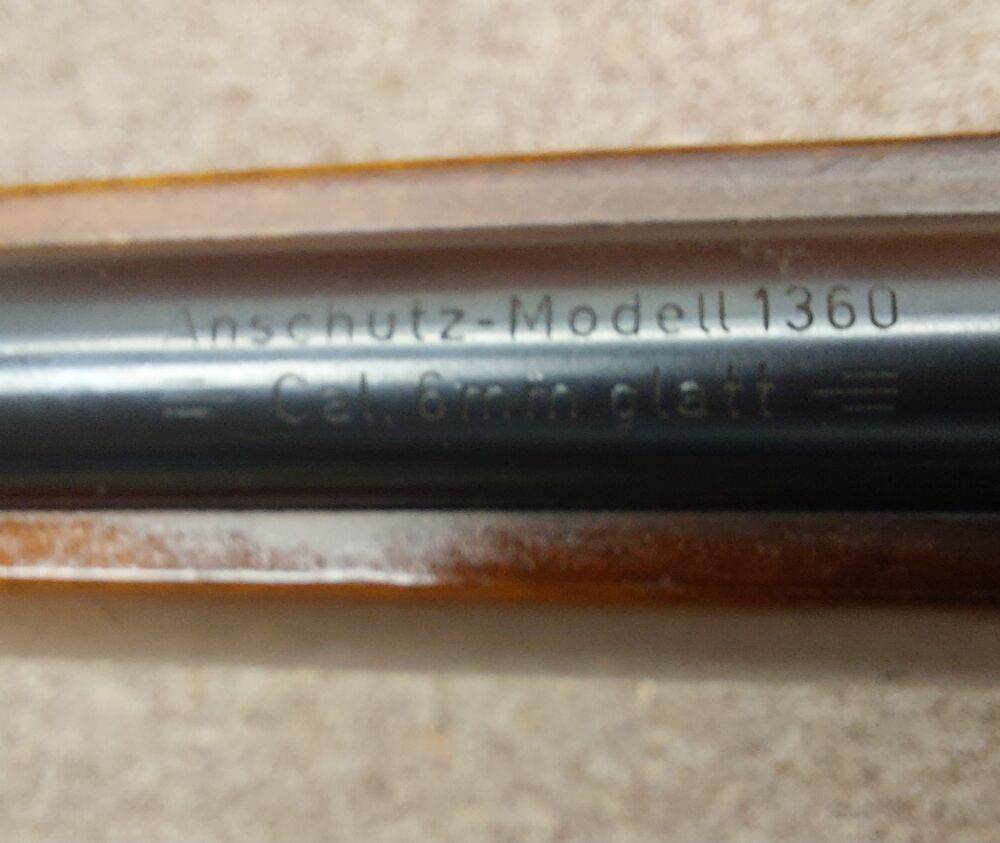 Anschutz-Modell 1360
Cal. 6mm glatt